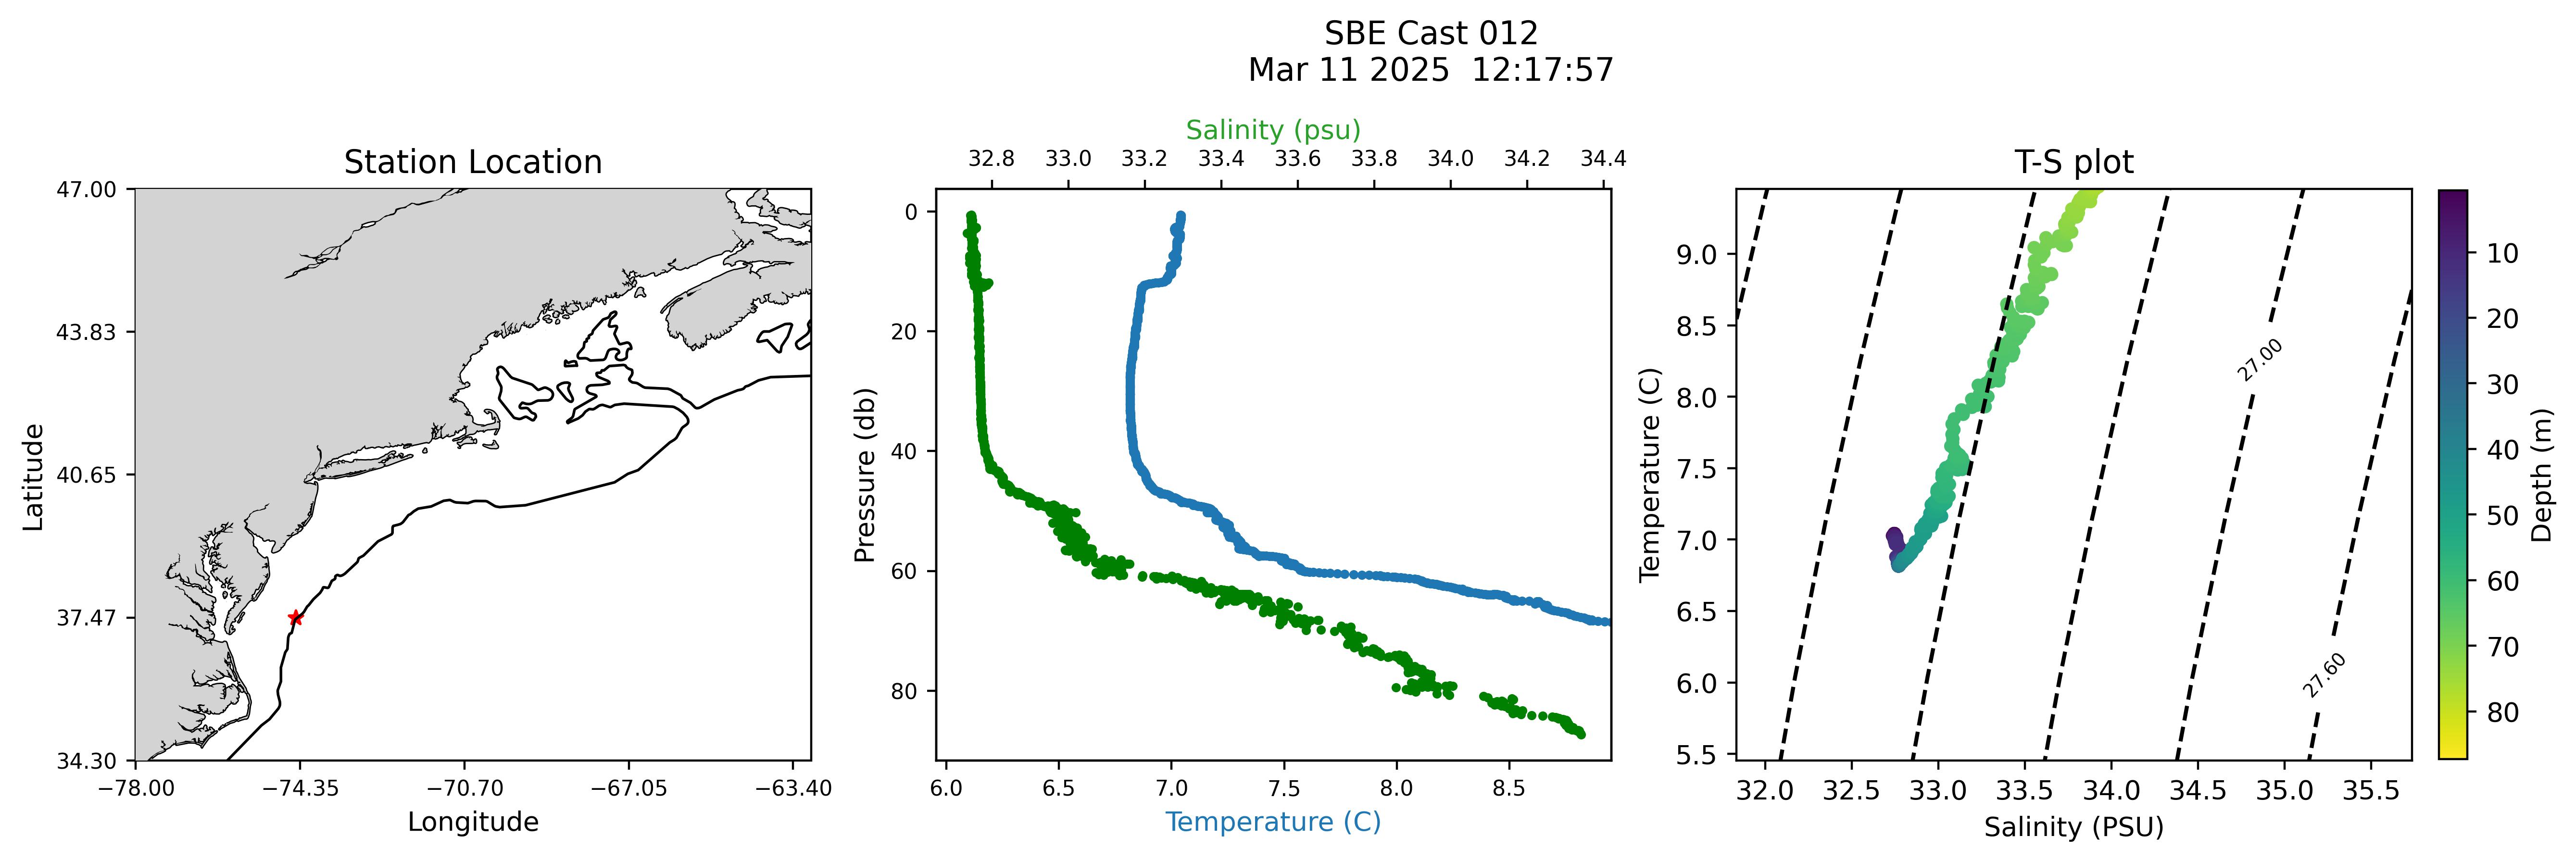 SBE Cast 012
Mar 11 2025  12:17:57
Station Location
47.00
43.83
40.65
37.47
34.30
Latitude
−78.00 −74.35 −70.70 −67.05 −63.40
Longitude
Salinity (psu)
32.8 33.0 33.2 33.4 33.6 33.8 34.0 34.2 34.4
0
20
40
60
80
Pressure (db)
6.0 6.5 7.0 7.5 8.0 8.5
Temperature (C)
T-S plot
9.0
8.5
8.0
7.5
7.0
6.5
6.0
5.5
Temperature (C)
27.00
27.60
32.0 32.5 33.0 33.5 34.0 34.5 35.0 35.5
Salinity (PSU)
10
20
30
40
50
60
70
80
Depth (m)